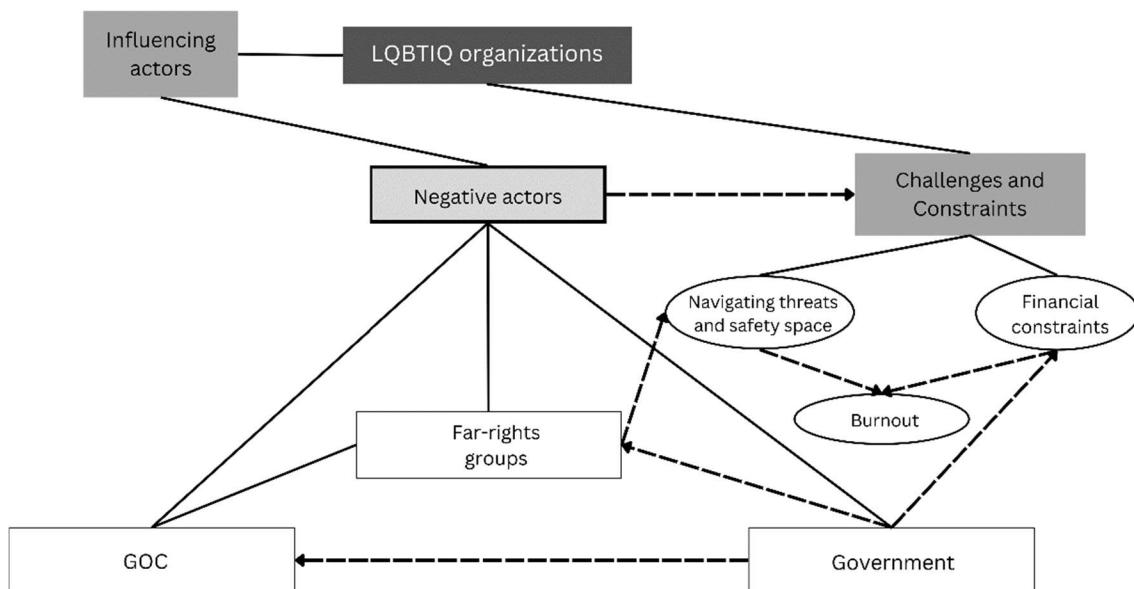 Influencing
actors
LQBTIQ organizations
Negative actors
Challenges and
Constraints
Navigating threats
and safety space
Financial
constraints
Burnout
Far-rights
groups
GOC
Government